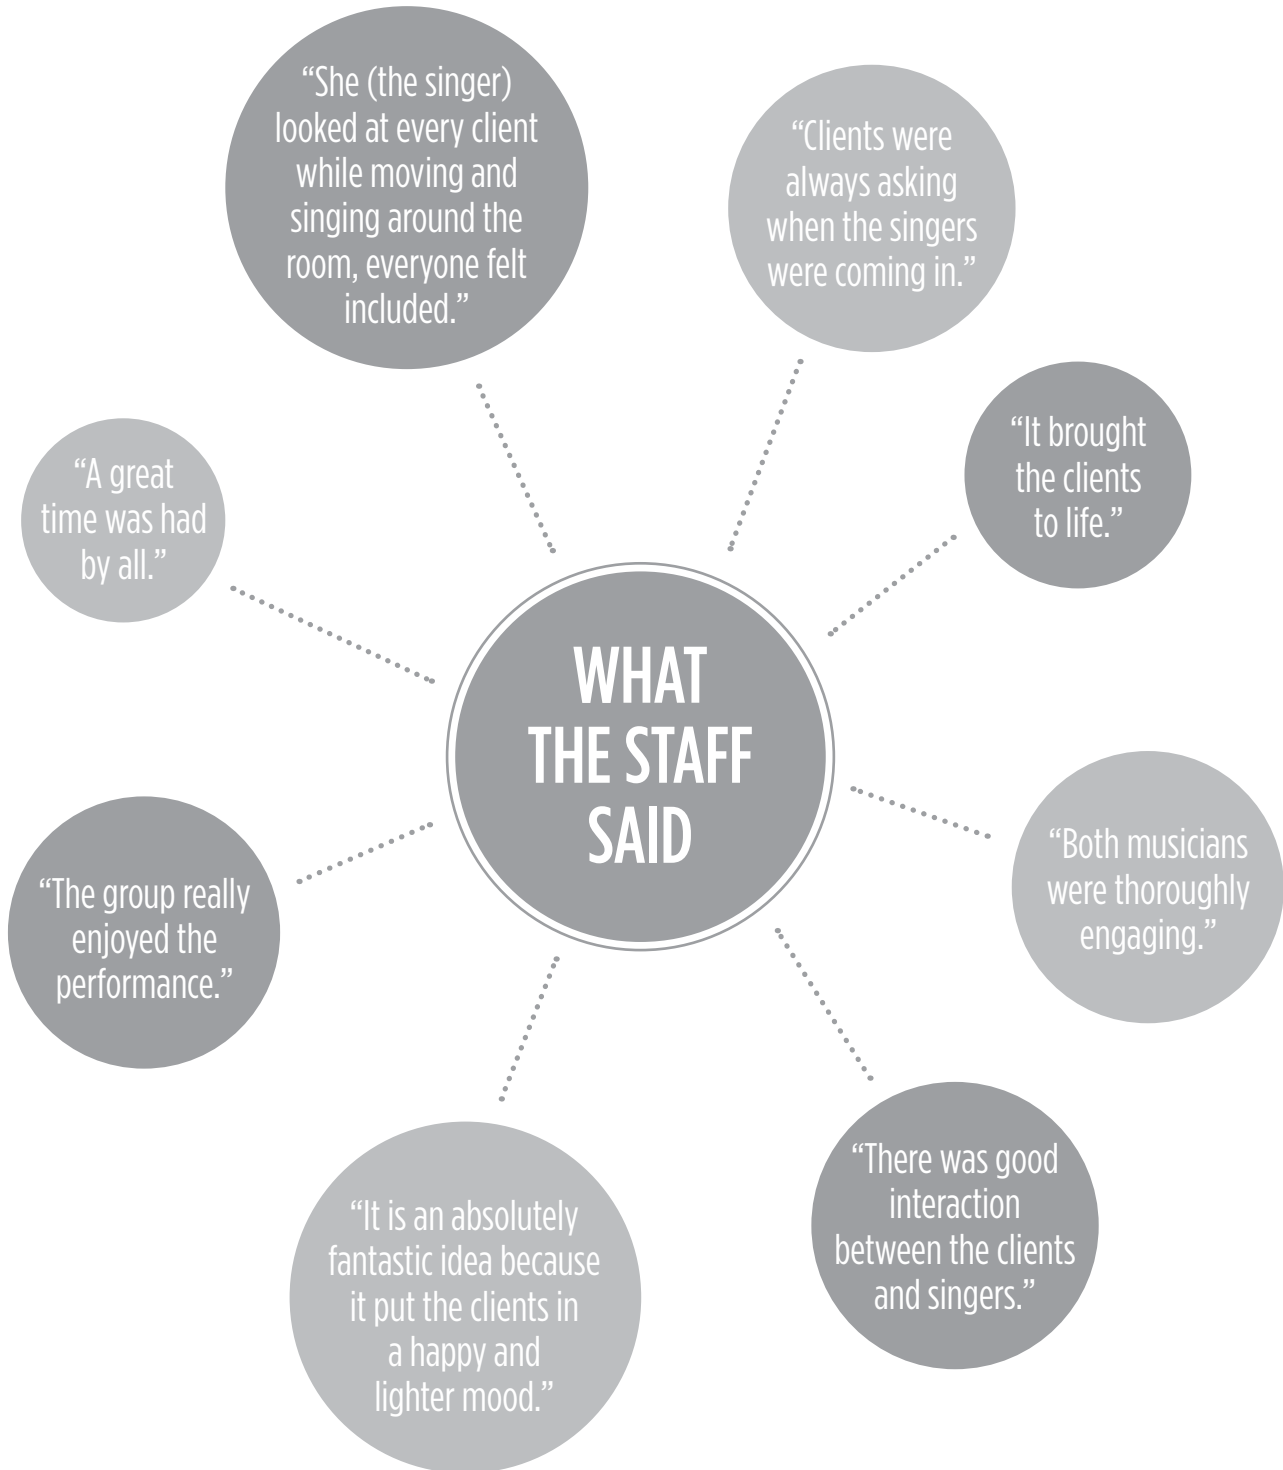 “She (the singer)
looked at every client
while moving and
singing around the
room, everyone felt
included.”
“Clients were
always asking
when the singers
were coming in.”
“It brought
the clients
to life.”
“A great
time was had
by all.”
WHAT
THE STAFF
SAID
“Both musicians
were thoroughly
engaging.”
“The group really
enjoyed the
performance.”
“There was good
interaction
between the clients
and singers.”
“It is an absolutely
fantastic idea because
it put the clients in
a happy and
lighter mood.”